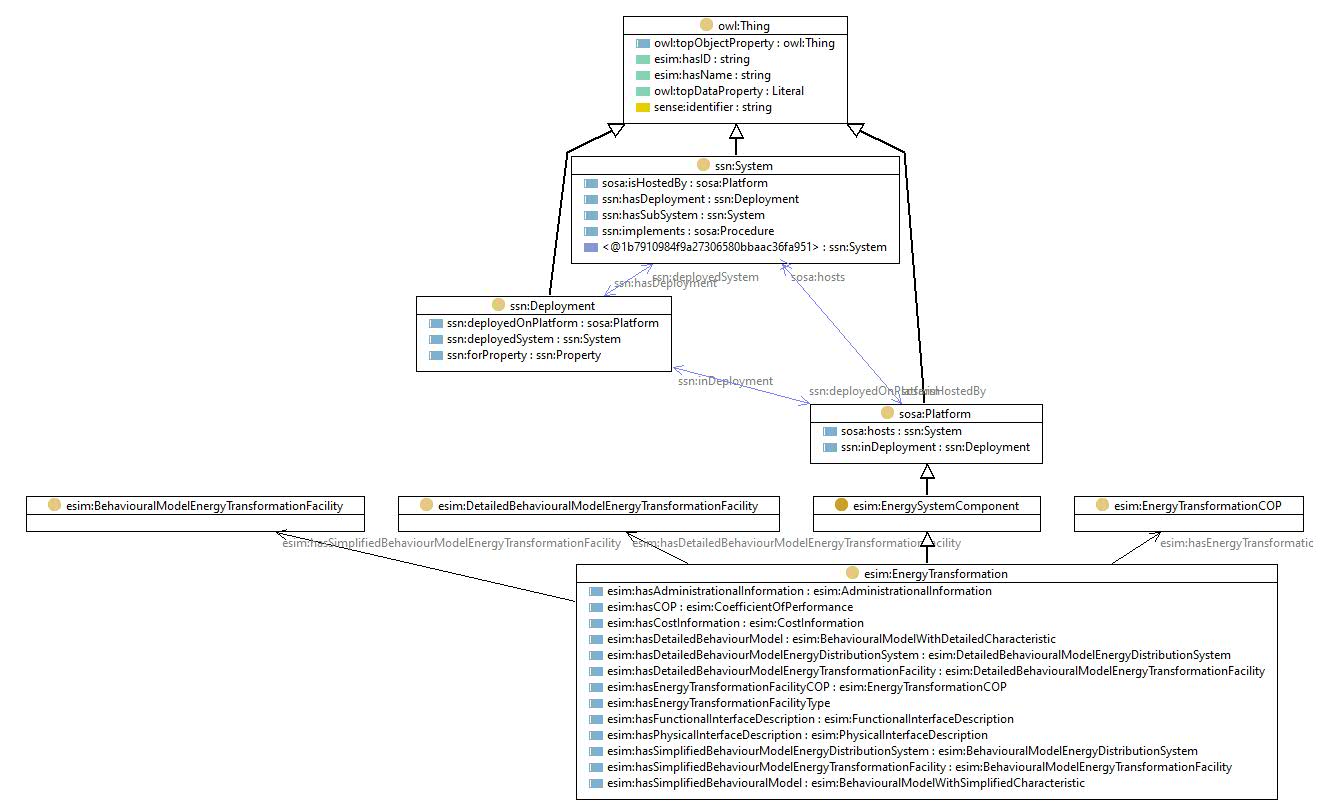 owl:Thing
owl:topObjectProperty : owl:Thing
esim:hasID : string
esim:hasName : string
owl:topDataProperty : Literal
sense:identifier : string
ssn:System
sosa:isHostedBy : sosa:Platform
ssn:hasDeployment : ssn:Deployment
ssn:hasSubSystem : ssn:System
ssn:implements : sosa:Procedure
<@1b7910984f9a27306580bbaac36fa951> : ssn:System
ssn:deployedSystem
sosa:hosts
ssn:hasDeployment
ssn:Deployment
ssn:deployedOnPlatform : sosa:Platform
ssn:deployedSystem : ssn:System
ssn:forProperty : ssn:Property
ssn:inDeployment
ssn:deployedOnPlatform
sosa:isHostedBy
sosa:Platform
sosa:hosts : ssn:System
ssn:inDeployment : ssn:Deployment
esim:BehaviouralModelEnergyTransformationFacility
esim:DetailedBehaviouralModelEnergyTransformationFacility
esim:EnergySystemComponent
esim:EnergyTransformationCOP
esim:hasSimplifiedBehaviourModelEnergyTransformationFacility
esim:hasDetailedBehaviourModelEnergyTransformationFacility
esim:hasEnergyTransformatic
esim:EnergyTransformation
esim:hasAdministrationalInformation : esim:AdministrationalInformation
esim:hasCOP : esim:CoefficientOfPerformance
esim:hasCostInformation : esim:CostInformation
esim:hasDetailedBehaviourModel : esim:BehaviouralModelWithDetailedCharacteristic
esim:hasDetailedBehaviourModelEnergyDistributionSystem : esim:DetailedBehaviouralModelEnergyDistributionSystem
esim:hasDetailedBehaviourModelEnergyTransformationFacility : esim:DetailedBehaviouralModelEnergyTransformationFacility
esim:hasEnergyTransformationFacilityCOP : esim:EnergyTransformationCOP
esim:hasEnergyTransformationFacilityType
esim:hasFunctionalInterfaceDescription : esim:FunctionalInterfaceDescription
esim:hasPhysicalInterfaceDescription : esim:PhysicalInterfaceDescription
esim:hasSimplifiedBehaviourModelEnergyDistributionSystem : esim:BehaviouralModelEnergyDistributionSystem
esim:hasSimplifiedBehaviourModelEnergyTransformationFacility : esim:BehaviouralModelEnergyTransformationFacility
esim:hasSimplifiedBehaviouralModel : esim:BehaviouralModelWithSimplifiedCharacteristic